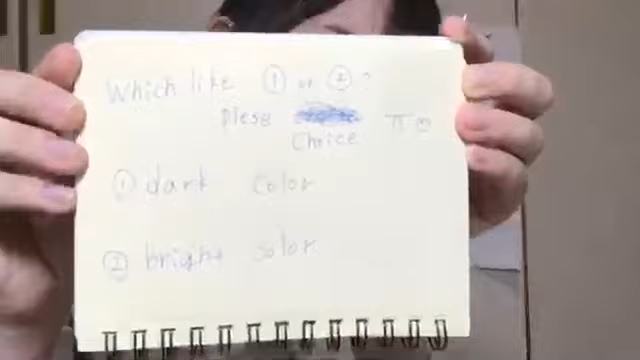 Which like ① or ② ?
Plese
Choice
① dark color
② bright color